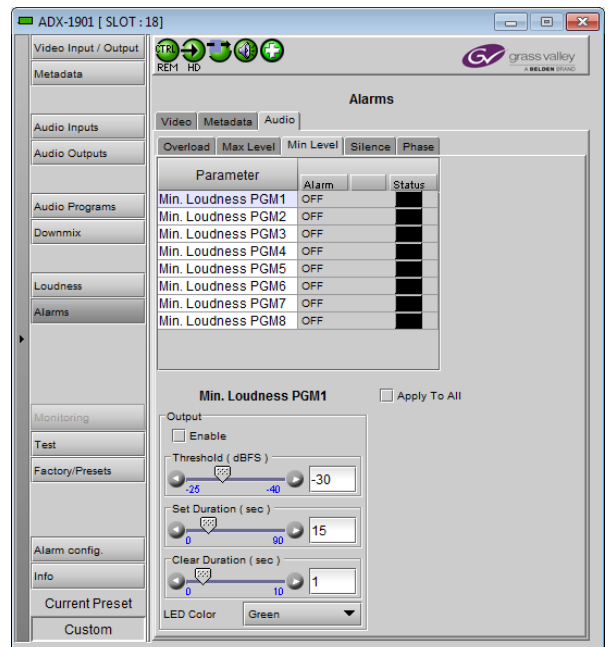 ADX-1901 [ SLOT : 18]
Video Input / Output
Metadata
Audio Inputs
Audio Outputs
Audio Programs
Downmix
Loudness
Alarms
Monitoring
Test
Factory/Presets
Alarm config.
Info
Current Preset
Custom
CTRL
REM HD
GV grass valley
A BELDEN BRAND
Alarms
Video Metadata Audio
Overload Max Level Min Level Silence Phase
Parameter Alarm Status
Min. Loudness PGM1 OFF
Min. Loudness PGM2 OFF
Min. Loudness PGM3 OFF
Min. Loudness PGM4 OFF
Min. Loudness PGM5 OFF
Min. Loudness PGM6 OFF
Min. Loudness PGM7 OFF
Min. Loudness PGM8 OFF
Min. Loudness PGM1 Apply To All
Output
Enable
Threshold ( dBFS )
-25 -40 -30
Set Duration ( sec )
0 90 15
Clear Duration ( sec )
0 10 1
LED Color Green